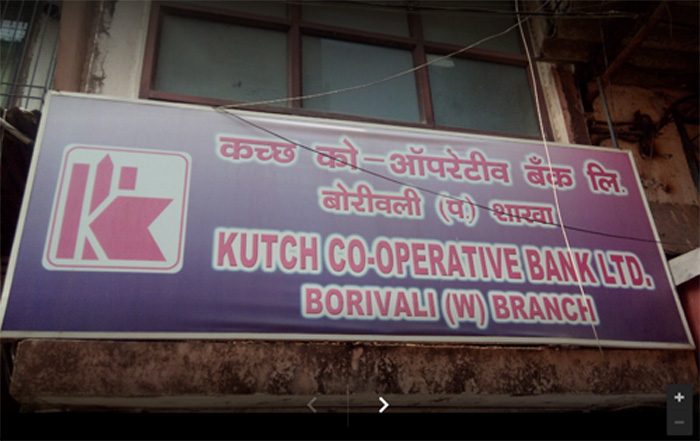 कच्छ को-ऑपरेटीव बँक लि.
बोरीवली (प.) शाखा
KUTCH CO-OPERATIVE BANK LTD.
BORIVALI (W) BRANCH